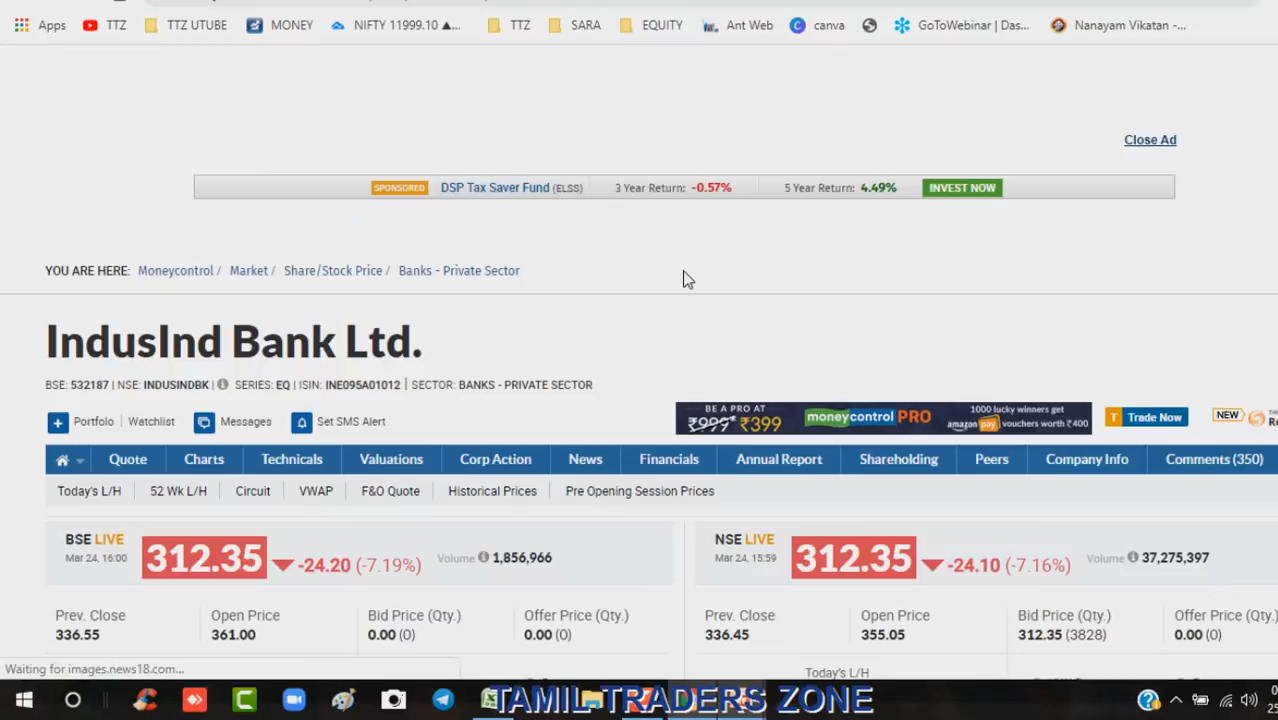 Apps TTZ TTZ UTUBE MONEY NIFTY 11999.10 ▲... TTZ SARA EQUITY Ant Web canva GoToWebinar | Das... Nanayam Vikatan -...
Close Ad
SPONSORED DSP Tax Saver Fund (ELSS) 3 Year Return: -0.57% 5 Year Return: 4.49% INVEST NOW
YOU ARE HERE: Moneycontrol / Market / Share/Stock Price / Banks - Private Sector
IndusInd Bank Ltd.
BSE: 532187 | NSE: INDUSINDBK | SERIES: EQ | ISIN: INE095A01012 | SECTOR: BANKS - PRIVATE SECTOR
+ Portfolio | Watchlist Messages Set SMS Alert
BE A PRO AT ₹999* ₹399 moneycontrol PRO 1000 lucky winners get amazon pay vouchers worth ₹400 T Trade Now NEW
Quote Charts Technicals Valuations Corp Action News Financials Annual Report Shareholding Peers Company Info Comments (350)
Today's L/H 52 Wk L/H Circuit VWAP F&O Quote Historical Prices Pre Opening Session Prices
BSE LIVE Mar 24, 16:00 312.35 ▼ -24.20 (-7.19%) Volume 1,856,966
NSE LIVE Mar 24, 15:59 312.35 ▼ -24.10 (-7.16%) Volume 37,275,397
Prev. Close Open Price Bid Price (Qty.) Offer Price (Qty.) Prev. Close Open Price Bid Price (Qty.) Offer Price (Qty.)
336.55 361.00 0.00 (0) 0.00 (0) 336.45 355.05 312.35 (3828) 0.00 (0)
Waiting for images.news18.com...
Today's L/H
TAMIL TRADERS ZONE